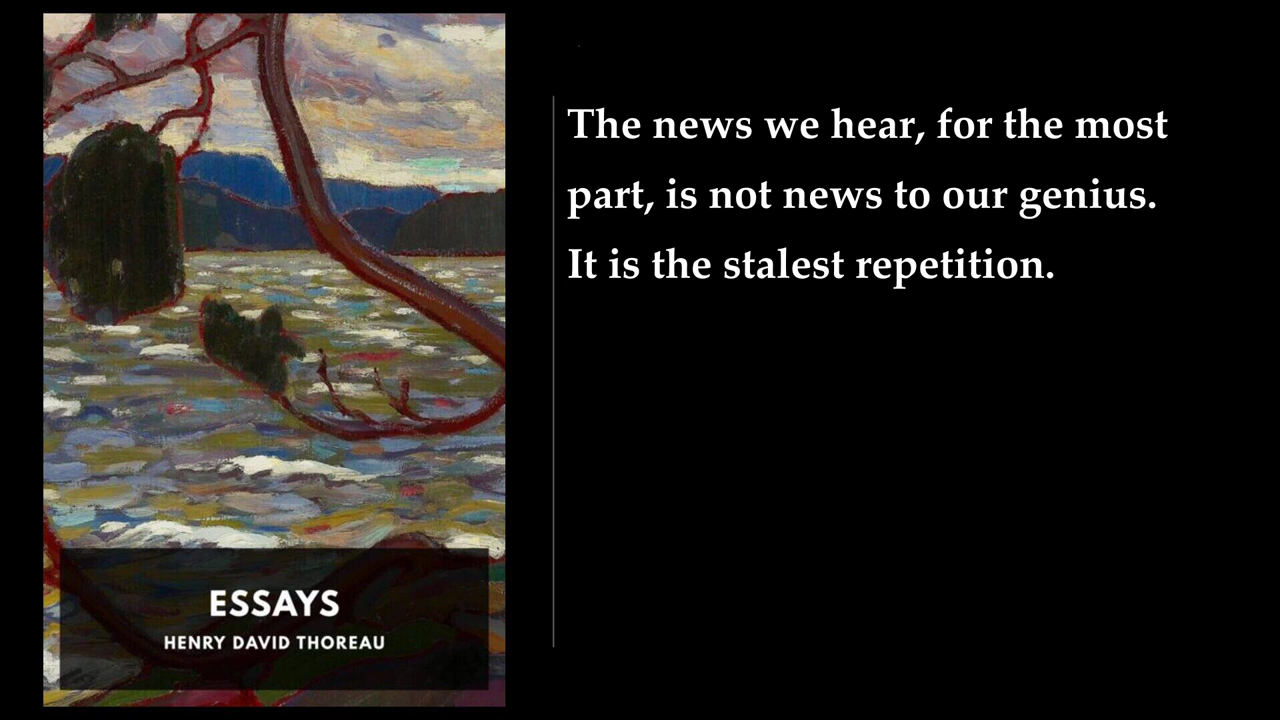 ESSAYS
HENRY DAVID THOREAU
The news we hear, for the most
part, is not news to our genius.
It is the stalest repetition.